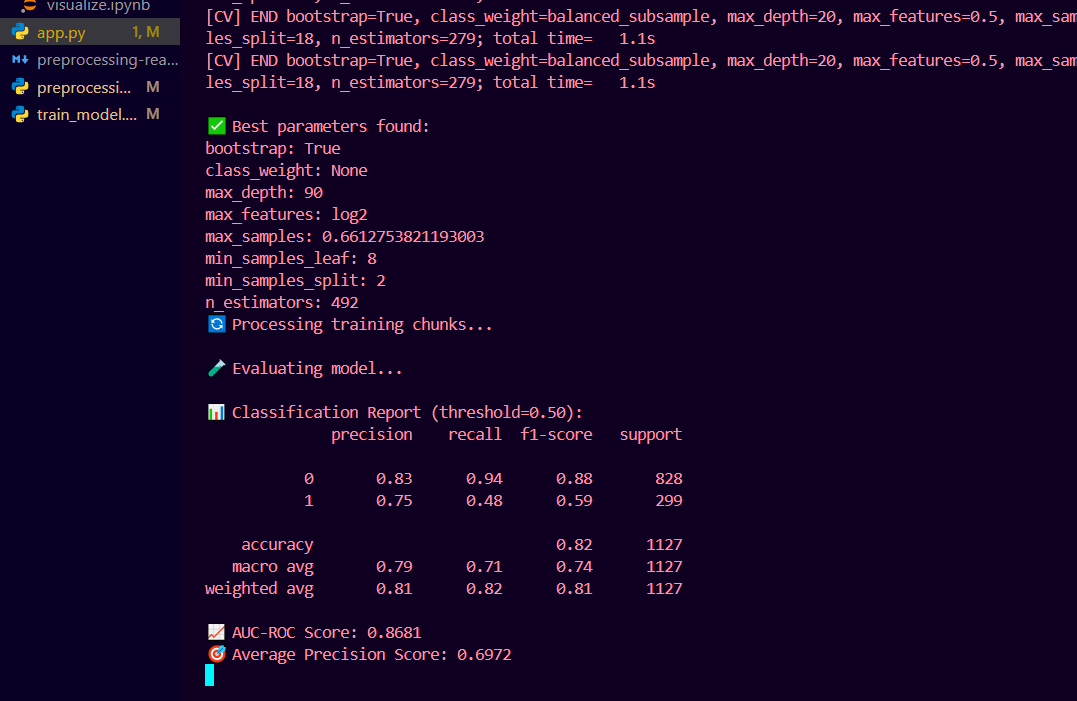 visualize.ipynb
app.py 1, M
preprocessing-rea...
preprocessi... M
train_model.... M
[CV] END bootstrap=True, class_weight=balanced_subsample, max_depth=20, max_features=0.5, max_sam
les_split=18, n_estimators=279; total time= 1.1s
[CV] END bootstrap=True, class_weight=balanced_subsample, max_depth=20, max_features=0.5, max_sam
les_split=18, n_estimators=279; total time= 1.1s
✅ Best parameters found:
bootstrap: True
class_weight: None
max_depth: 90
max_features: log2
max_samples: 0.6612753821193003
min_samples_leaf: 8
min_samples_split: 2
n_estimators: 492
🔄 Processing training chunks...
🧪 Evaluating model...
📊 Classification Report (threshold=0.50):
precision recall f1-score support
0 0.83 0.94 0.88 828
1 0.75 0.48 0.59 299
accuracy 0.82 1127
macro avg 0.79 0.71 0.74 1127
weighted avg 0.81 0.82 0.81 1127
📈 AUC-ROC Score: 0.8681
🎯 Average Precision Score: 0.6972